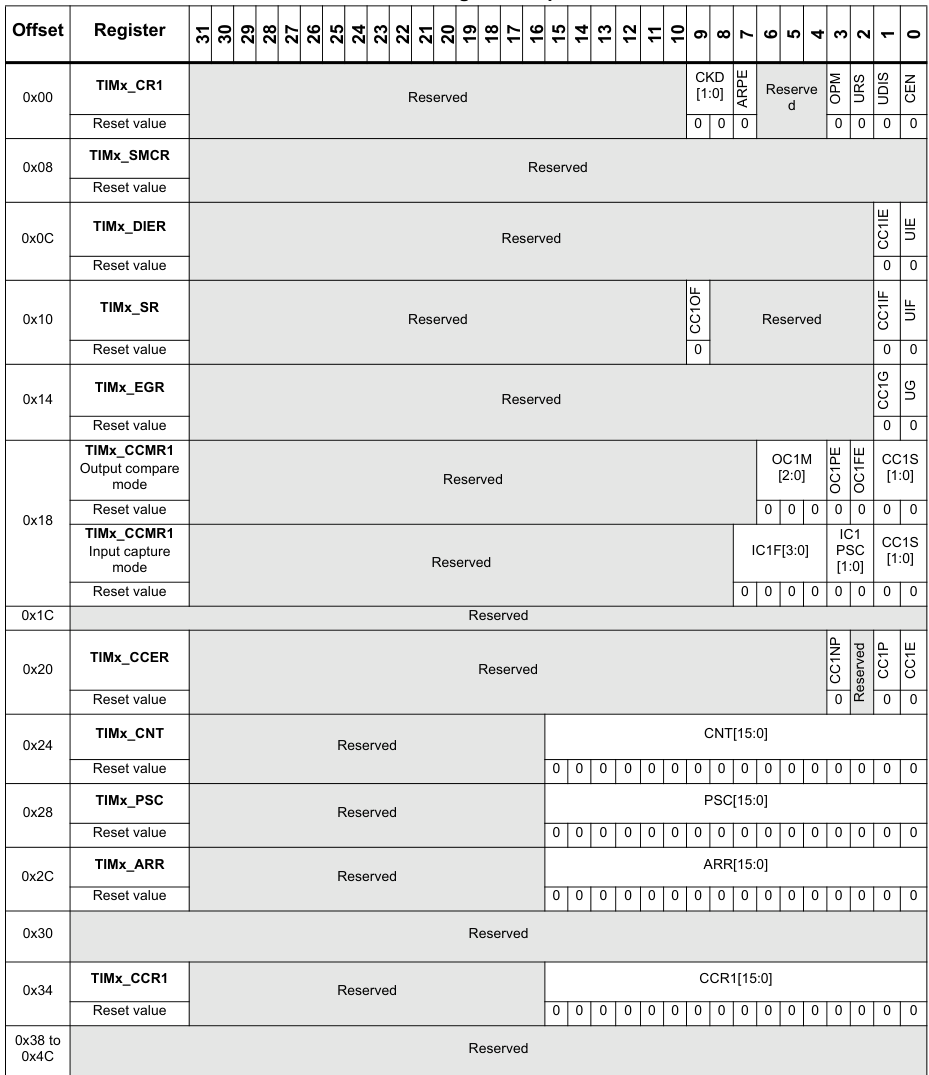 Offset Register 31 30 29 28 27 26 25 24 23 22 21 20 19 18 17 16 15 14 13 12 11 10 9 8 7 6 5 4 3 2 1 0
0x00 TIMx_CR1 Reserved CKD [1:0] ARPE Reserve d OPM URS UDIS CEN
Reset value 0 0 0 0 0 0 0
0x08 TIMx_SMCR Reserved
Reset value
0x0C TIMx_DIER Reserved CC1IE UIE
Reset value 0 0
0x10 TIMx_SR Reserved CC1OF Reserved CC1IF UIF
Reset value 0 0 0
0x14 TIMx_EGR Reserved CC1G UG
Reset value 0 0
0x18 TIMx_CCMR1 Output compare mode Reserved OC1M [2:0] OC1PE OC1FE CC1S [1:0]
Reset value 0 0 0 0 0 0 0
TIMx_CCMR1 Input capture mode Reserved IC1F[3:0] IC1 PSC [1:0] CC1S [1:0]
Reset value 0 0 0 0 0 0 0 0
0x1C Reserved
0x20 TIMx_CCER Reserved CC1NP Reserved CC1P CC1E
Reset value 0 0 0
0x24 TIMx_CNT Reserved CNT[15:0]
Reset value 0 0 0 0 0 0 0 0 0 0 0 0 0 0 0 0
0x28 TIMx_PSC Reserved PSC[15:0]
Reset value 0 0 0 0 0 0 0 0 0 0 0 0 0 0 0 0
0x2C TIMx_ARR Reserved ARR[15:0]
Reset value 0 0 0 0 0 0 0 0 0 0 0 0 0 0 0 0
0x30 Reserved
0x34 TIMx_CCR1 Reserved CCR1[15:0]
Reset value 0 0 0 0 0 0 0 0 0 0 0 0 0 0 0 0
0x38 to 0x4C Reserved